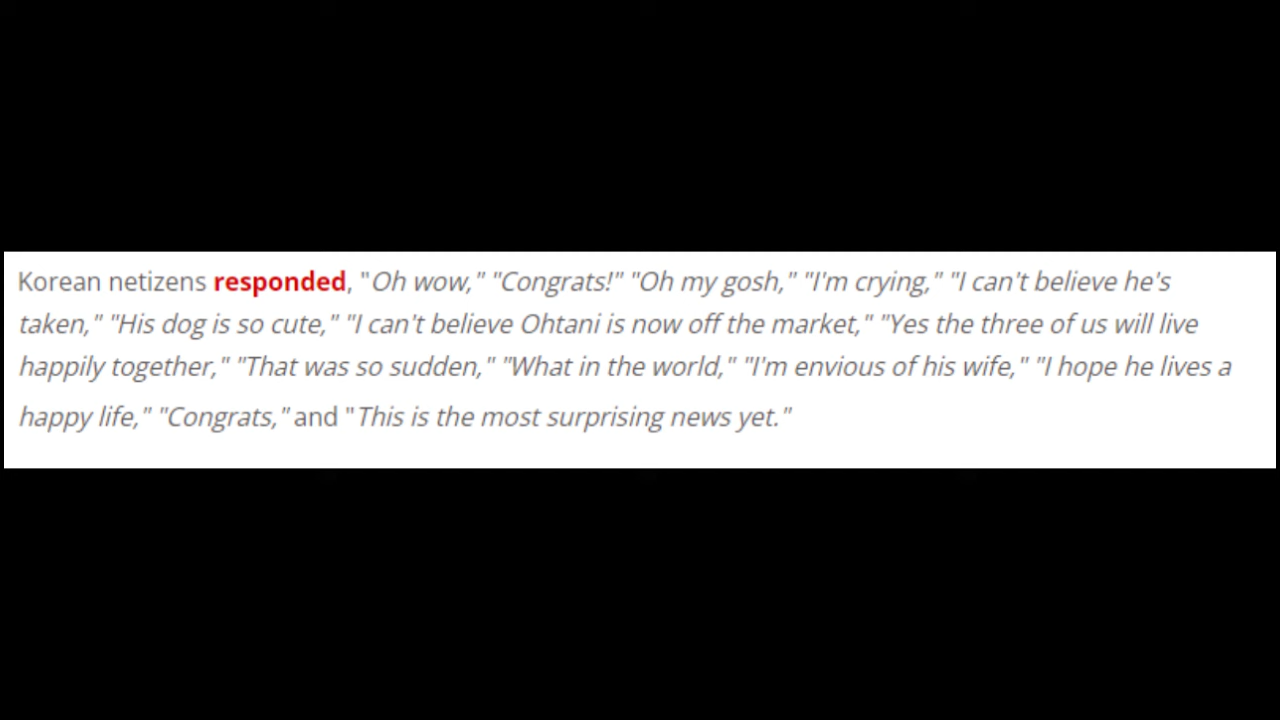 Korean netizens responded, "Oh wow," "Congrats!" "Oh my gosh," "I'm crying," "I can't believe he's
taken," "His dog is so cute," "I can't believe Ohtani is now off the market," "Yes the three of us will live
happily together," "That was so sudden," "What in the world," "I'm envious of his wife," "I hope he lives a
happy life," "Congrats," and "This is the most surprising news yet."